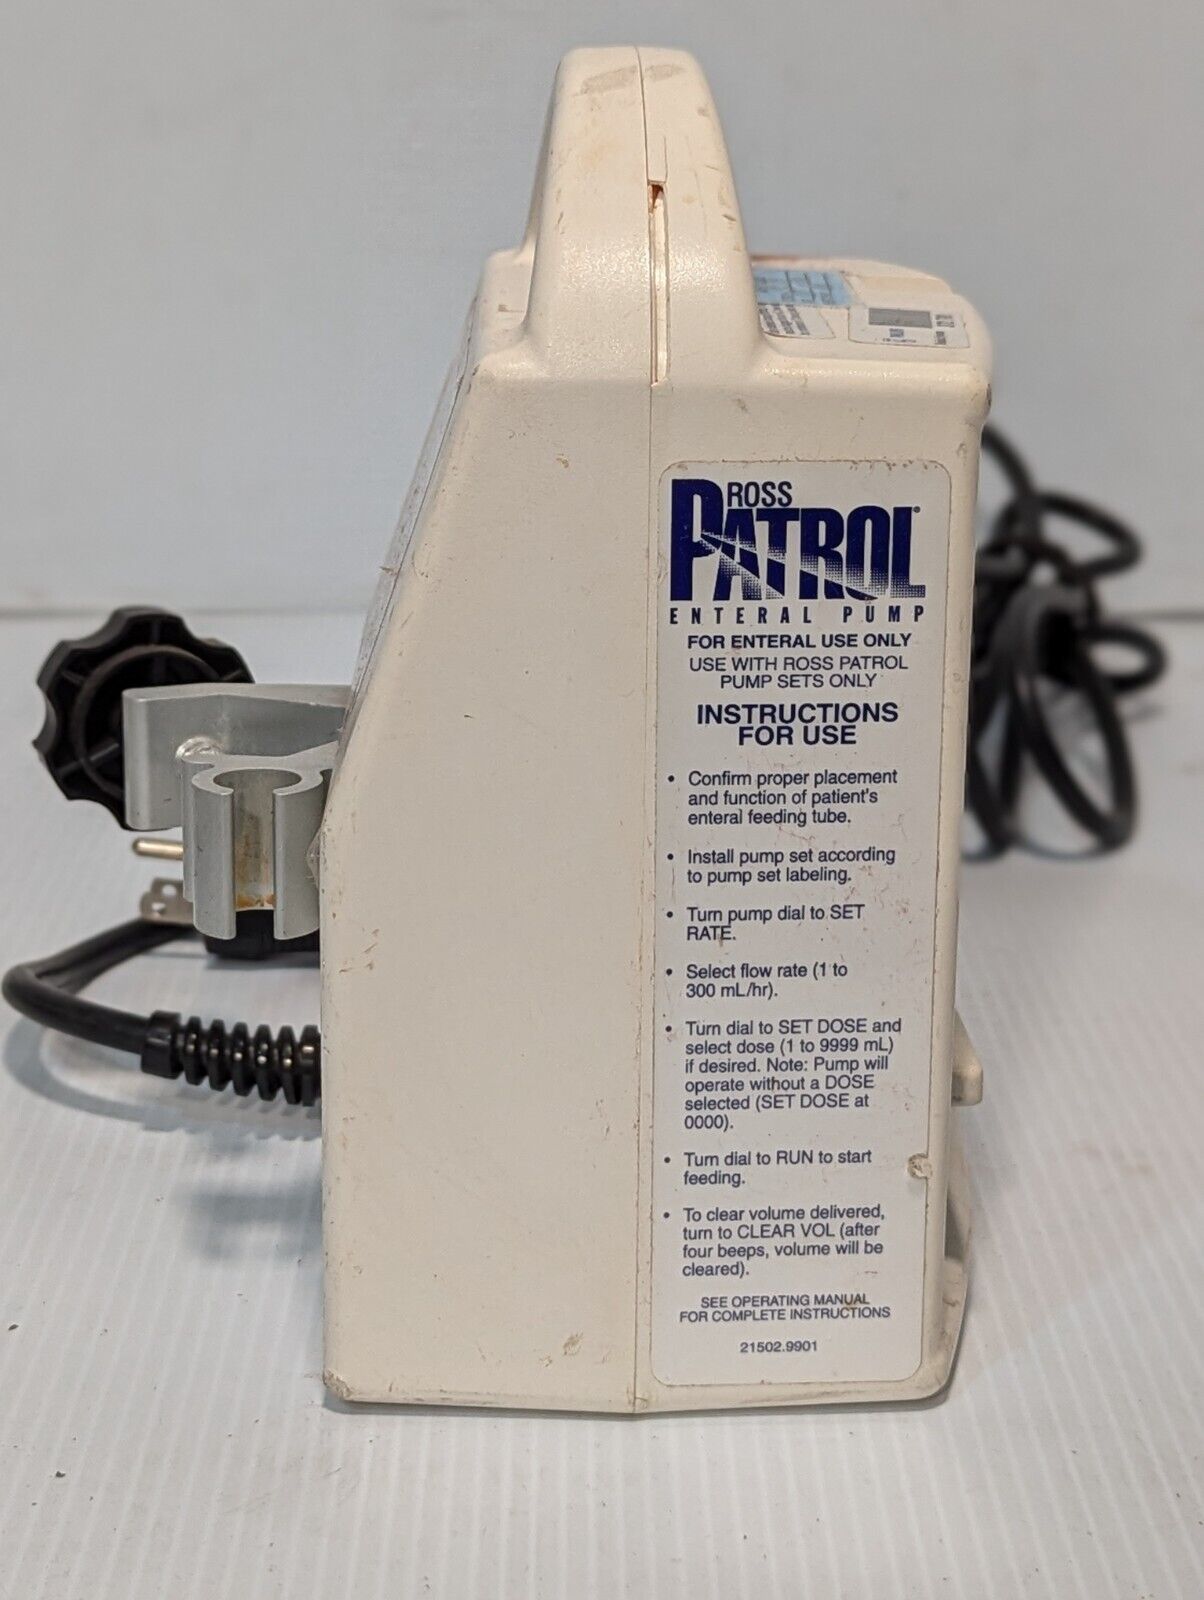 ROSS
PATROL®
ENTERAL PUMP
FOR ENTERAL USE ONLY
USE WITH ROSS PATROL
PUMP SETS ONLY
INSTRUCTIONS
FOR USE
• Confirm proper placement
and function of patient's
enteral feeding tube.
• Install pump set according
to pump set labeling.
• Turn pump dial to SET
RATE.
• Select flow rate (1 to
300 mL/hr).
• Turn dial to SET DOSE and
select dose (1 to 9999 mL)
if desired. Note: Pump will
operate without a DOSE
selected (SET DOSE at
0000).
• Turn dial to RUN to start
feeding.
• To clear volume delivered,
turn to CLEAR VOL (after
four beeps, volume will be
cleared).
SEE OPERATING MANUAL
FOR COMPLETE INSTRUCTIONS
21502.9901